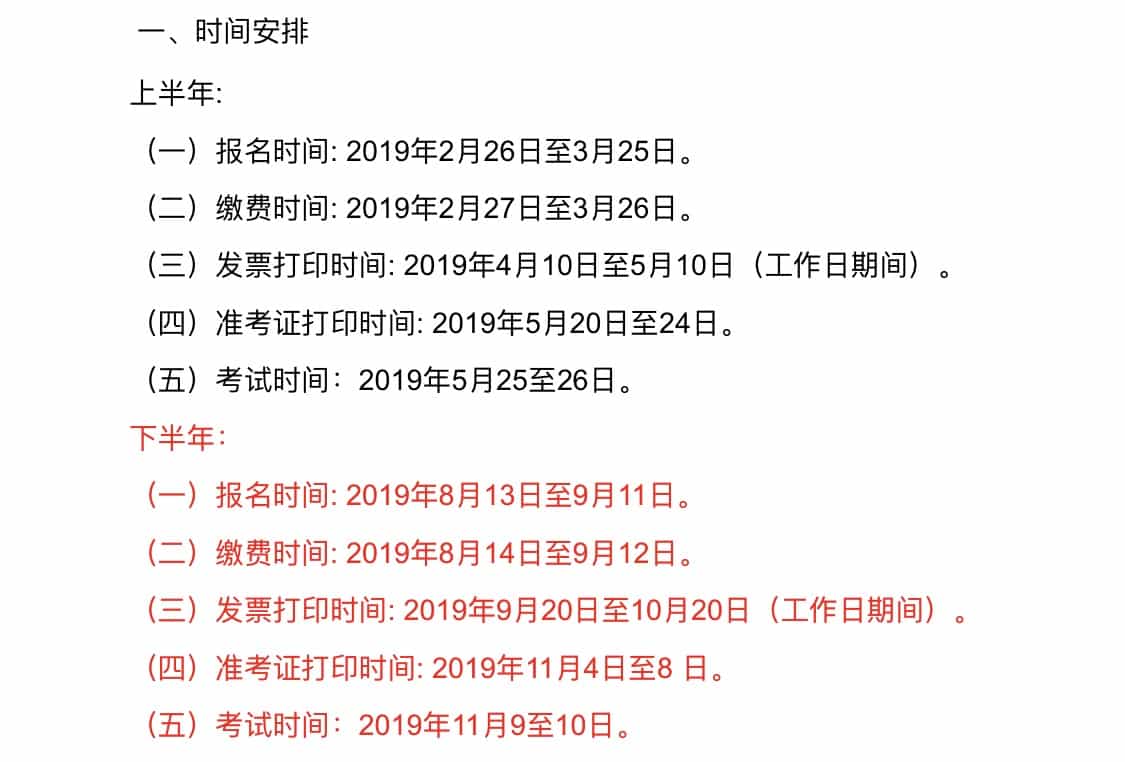 一、时间安排
上半年:
（一）报名时间: 2019年2月26日至3月25日。
（二）缴费时间: 2019年2月27日至3月26日。
（三）发票打印时间: 2019年4月10日至5月10日（工作日期间）。
（四）准考证打印时间: 2019年5月20日至24日。
（五）考试时间：2019年5月25至26日。
下半年：
（一）报名时间: 2019年8月13日至9月11日。
（二）缴费时间: 2019年8月14日至9月12日。
（三）发票打印时间: 2019年9月20日至10月20日（工作日期间）。
（四）准考证打印时间: 2019年11月4日至8 日。
（五）考试时间：2019年11月9至10日。